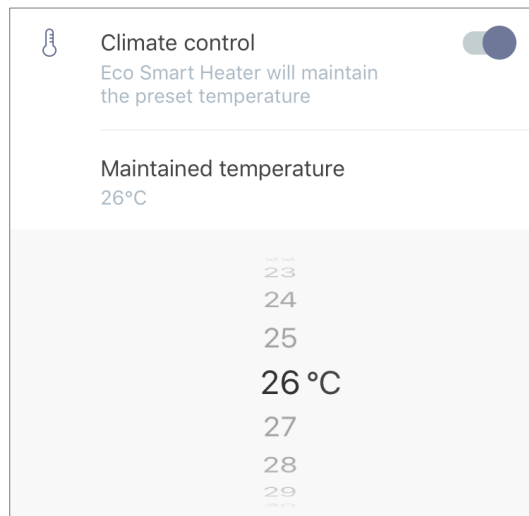 Climate control
Eco Smart Heater will maintain
the preset temperature
Maintained temperature
26°C
23
24
25
26 °C
27
28
29